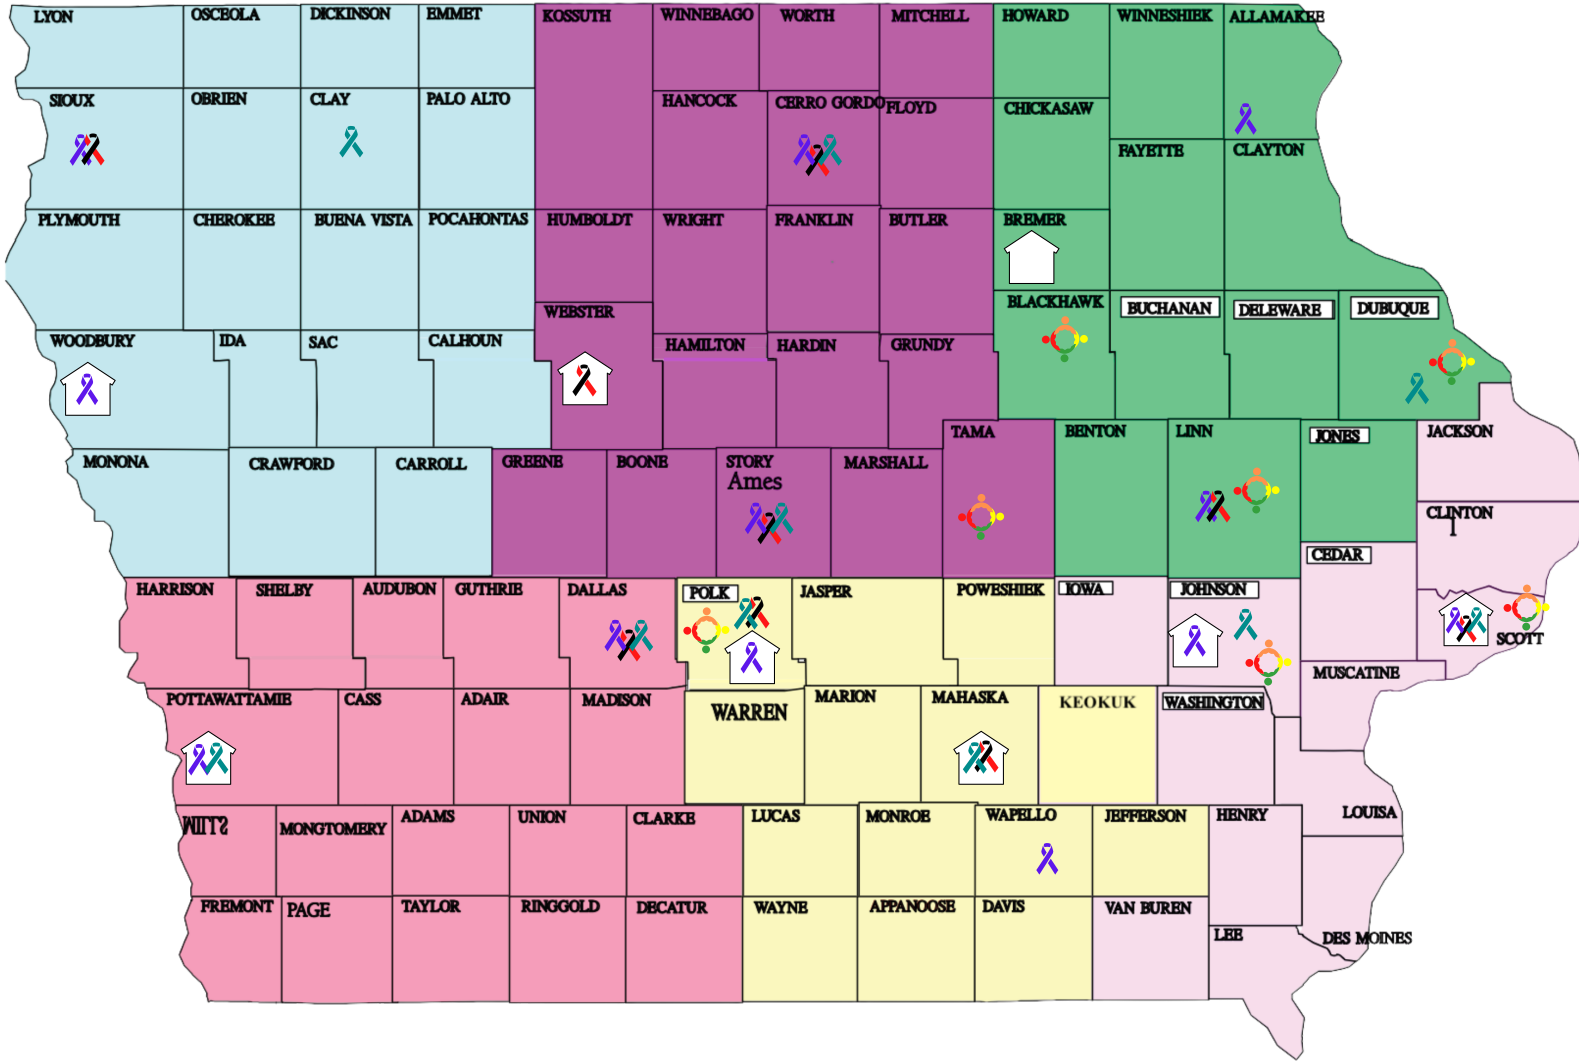 LYON
OSCEOLA
DICKINSON
EMMET
KOSSUTH
WINNEBAGO
WORTH
MITCHELL
HOWARD
WINNESHIEK
ALLAMAKEE
SIOUX
OBRIEN
CLAY
PALO ALTO
HANCOCK
CERRO GORDO
FLOYD
CHICKASAW
FAYETTE
CLAYTON
PLYMOUTH
CHEROKEE
BUENA VISTA
POCAHONTAS
HUMBOLDT
WRIGHT
FRANKLIN
BUTLER
BREMER
WEBSTER
BLACKHAWK
BUCHANAN
DELEWARE
DUBUQUE
WOODBURY
IDA
SAC
CALHOUN
HAMILTON
HARDIN
GRUNDY
TAMA
BENTON
LINN
JONES
JACKSON
MONONA
CRAWFORD
CARROLL
GREENE
BOONE
STORY
Ames
MARSHALL
CLINTON
CEDAR
HARRISON
SHELBY
AUDUBON
GUTHRIE
DALLAS
POLK
JASPER
POWESHIEK
IOWA
JOHNSON
SCOTT
MUSCATINE
POTTAWATTAMIE
CASS
ADAIR
MADISON
WARREN
MARION
MAHASKA
KEOKUK
WASHINGTON
MILLS
MONGTOMERY
ADAMS
UNION
CLARKE
LUCAS
MONROE
WAPELLO
JEFFERSON
HENRY
LOUISA
FREMONT
PAGE
TAYLOR
RINGGOLD
DECATUR
WAYNE
APPANOOSE
DAVIS
VAN BUREN
LEE
DES MOINES